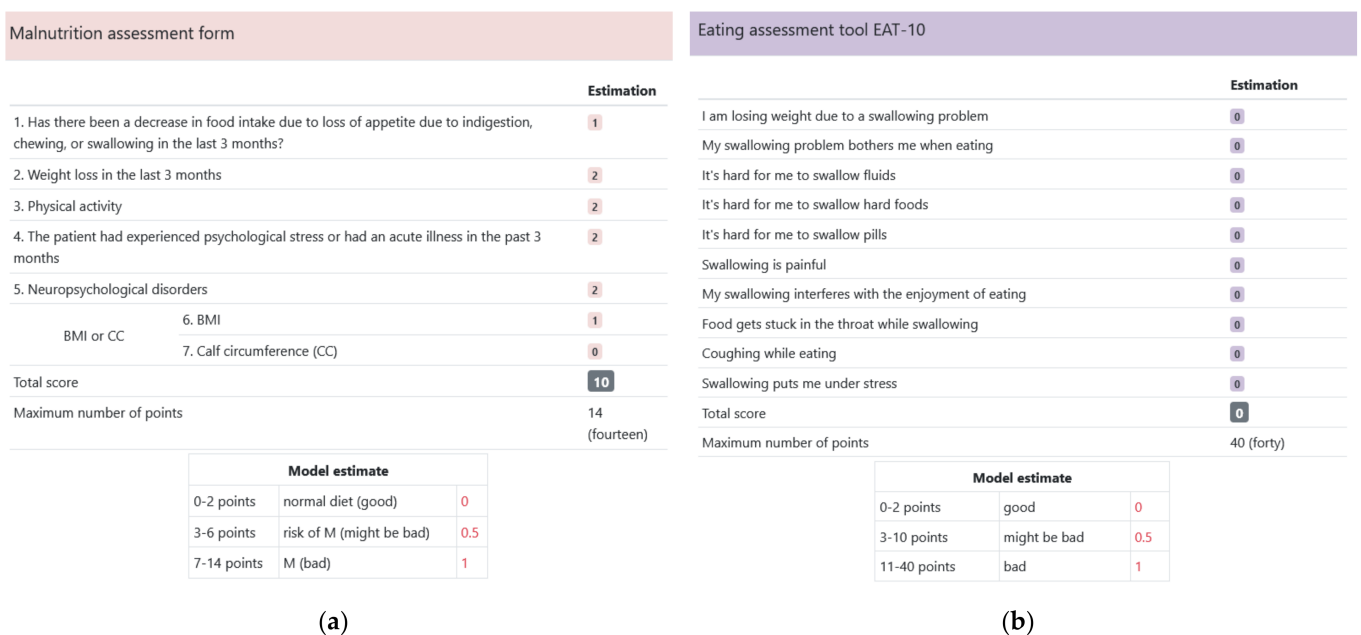 Malnutrition assessment form
Estimation
1. Has there been a decrease in food intake due to loss of appetite due to indigestion, 1
chewing, or swallowing in the last 3 months?
2. Weight loss in the last 3 months 2
3. Physical activity 2
4. The patient had experienced psychological stress or had an acute illness in the past 3 2
months
5. Neuropsychological disorders 2
BMI or CC
6. BMI 1
7. Calf circumference (CC) 0
Total score 10
Maximum number of points 14
(fourteen)
Model estimate
0-2 points normal diet (good) 0
3-6 points risk of M (might be bad) 0.5
7-14 points M (bad) 1
(a)
Eating assessment tool EAT-10
Estimation
I am losing weight due to a swallowing problem 0
My swallowing problem bothers me when eating 0
It's hard for me to swallow fluids 0
It's hard for me to swallow hard foods 0
It's hard for me to swallow pills 0
Swallowing is painful 0
My swallowing interferes with the enjoyment of eating 0
Food gets stuck in the throat while swallowing 0
Coughing while eating 0
Swallowing puts me under stress 0
Total score 0
Maximum number of points 40 (forty)
Model estimate
0-2 points good 0
3-10 points might be bad 0.5
11-40 points bad 1
(b)